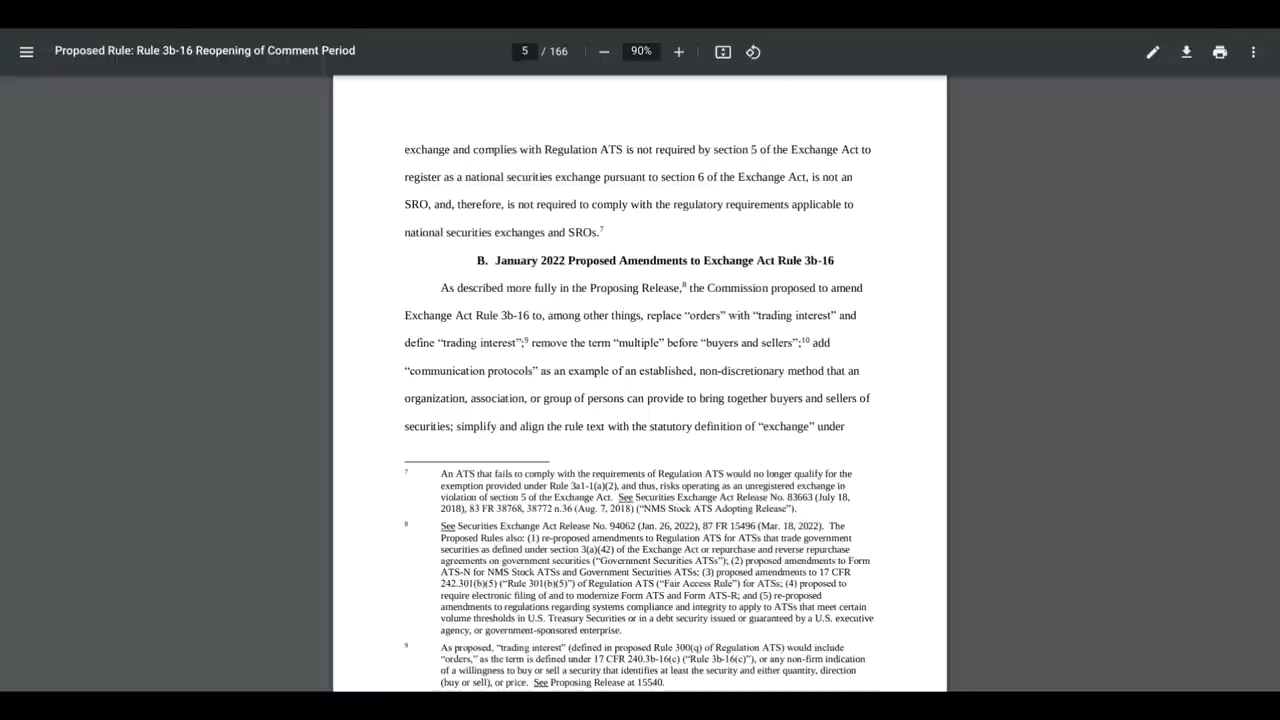 Proposed Rule: Rule 3b-16 Reopening of Comment Period
5 / 166
90%
exchange and complies with Regulation ATS is not required by section 5 of the Exchange Act to
register as a national securities exchange pursuant to section 6 of the Exchange Act, is not an
SRO, and, therefore, is not required to comply with the regulatory requirements applicable to
national securities exchanges and SROs.7
B. January 2022 Proposed Amendments to Exchange Act Rule 3b-16
As described more fully in the Proposing Release,8 the Commission proposed to amend
Exchange Act Rule 3b-16 to, among other things, replace “orders” with “trading interest” and
define “trading interest”;9 remove the term “multiple” before “buyers and sellers”;10 add
“communication protocols” as an example of an established, non-discretionary method that an
organization, association, or group of persons can provide to bring together buyers and sellers of
securities; simplify and align the rule text with the statutory definition of “exchange” under
7 An ATS that fails to comply with the requirements of Regulation ATS would no longer qualify for the
exemption provided under Rule 3a1-1(a)(2), and thus, risks operating as an unregistered exchange in
violation of section 5 of the Exchange Act. See Securities Exchange Act Release No. 83663 (July 18,
2018), 83 FR 38768, 38772 n.36 (Aug. 7, 2018) (“NMS Stock ATS Adopting Release”).
8 See Securities Exchange Act Release No. 94062 (Jan. 26, 2022), 87 FR 15496 (Mar. 18, 2022). The
Proposed Rules also: (1) re-proposed amendments to Regulation ATS for ATSs that trade government
securities as defined under section 3(a)(42) of the Exchange Act or repurchase and reverse repurchase
agreements on government securities (“Government Securities ATSs”); (2) proposed amendments to Form
ATS-N for NMS Stock ATSs and Government Securities ATSs; (3) proposed amendments to 17 CFR
242.301(b)(5) (“Rule 301(b)(5)”) of Regulation ATS (“Fair Access Rule”) for ATSs; (4) proposed to
require electronic filing of and to modernize Form ATS and Form ATS-R; and (5) re-proposed
amendments to regulations regarding systems compliance and integrity to apply to ATSs that meet certain
volume thresholds in U.S. Treasury Securities or in a debt security issued or guaranteed by a U.S. executive
agency, or government-sponsored enterprise.
9 As proposed, “trading interest” (defined in proposed Rule 300(q) of Regulation ATS) would include
“orders,” as the term is defined under 17 CFR 240.3b-16(c) (“Rule 3b-16(c)”), or any non-firm indication
of a willingness to buy or sell a security that identifies at least the security and either quantity, direction
(buy or sell), or price. See Proposing Release at 15540.